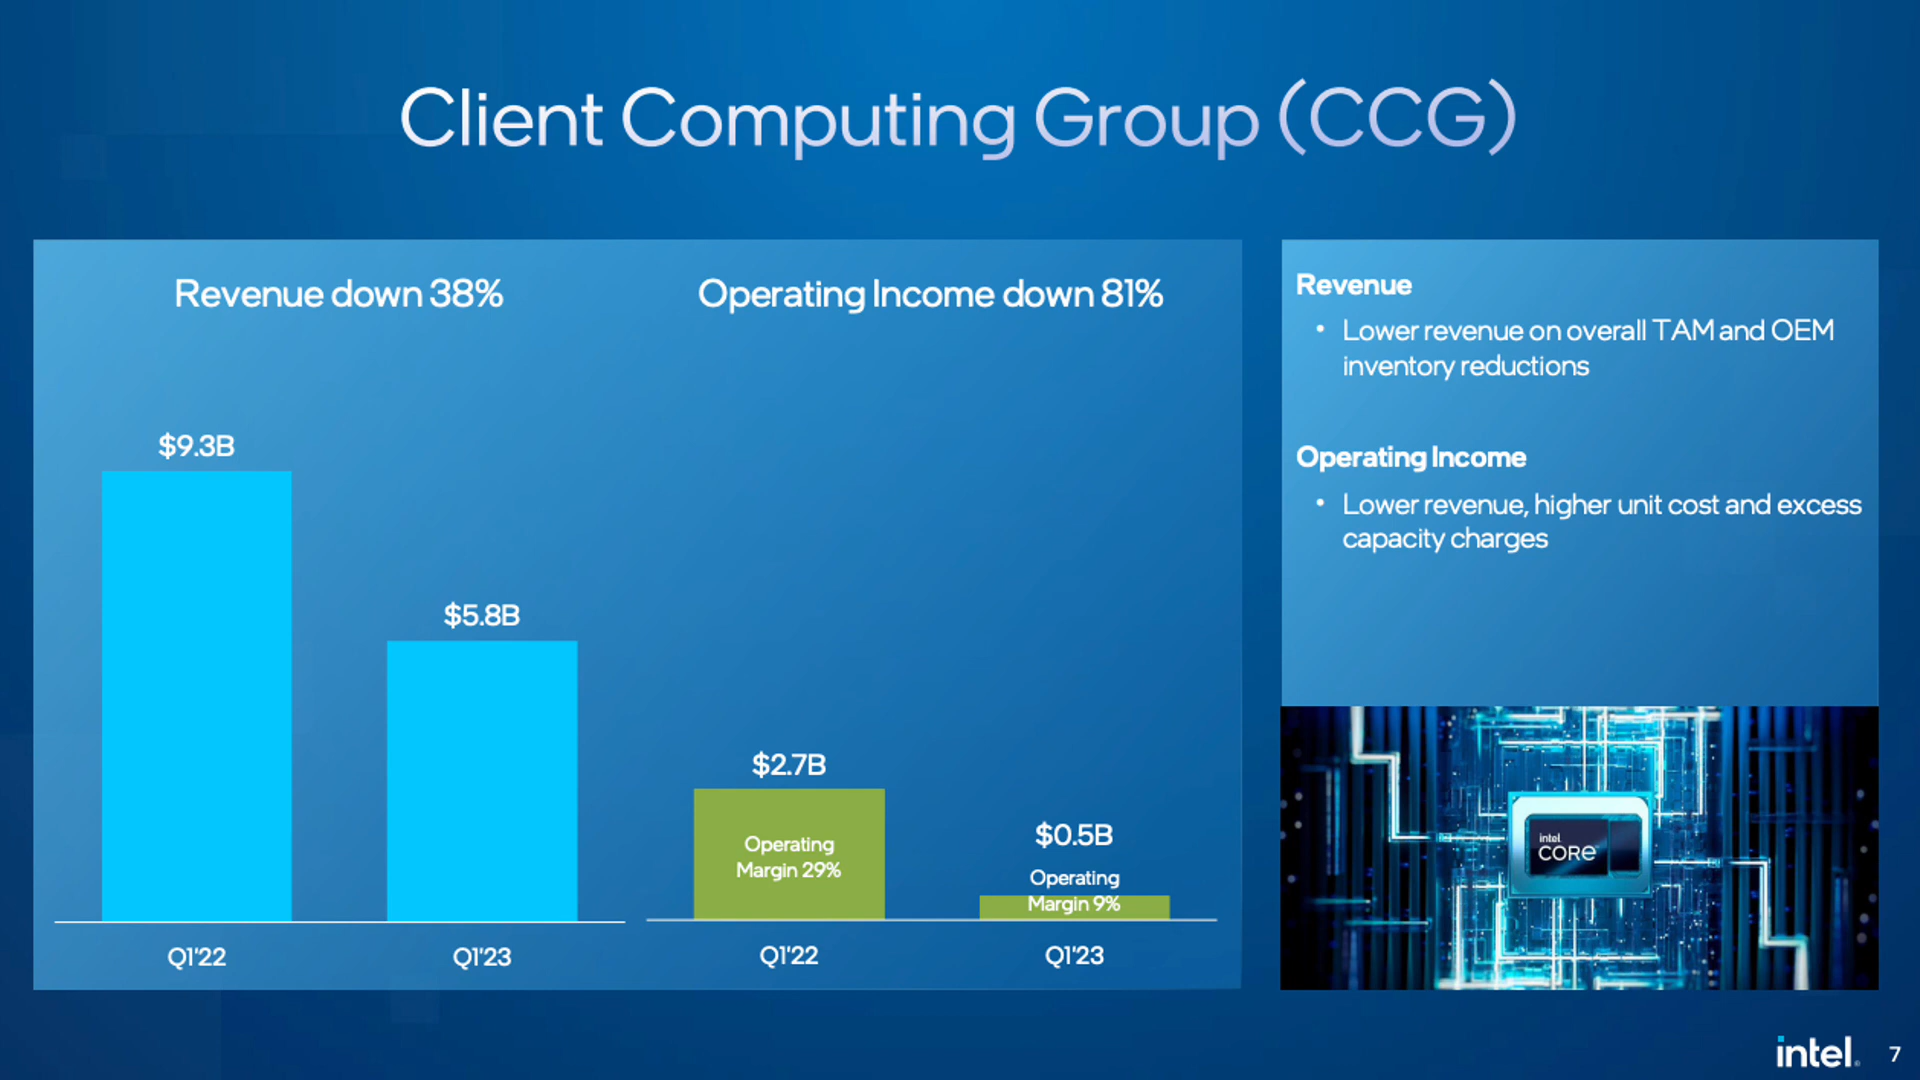 Client Computing Group (CCG)
Revenue down 38%
$9.3B
$5.8B
Q1'22
Q1'23
Operating Income down 81%
$2.7B
Operating
Margin 29%
$0.5B
Operating
Margin 9%
Q1'22
Q1'23
Revenue
• Lower revenue on overall TAM and OEM
inventory reductions
Operating Income
• Lower revenue, higher unit cost and excess
capacity charges
intel
CORE
intel.
7